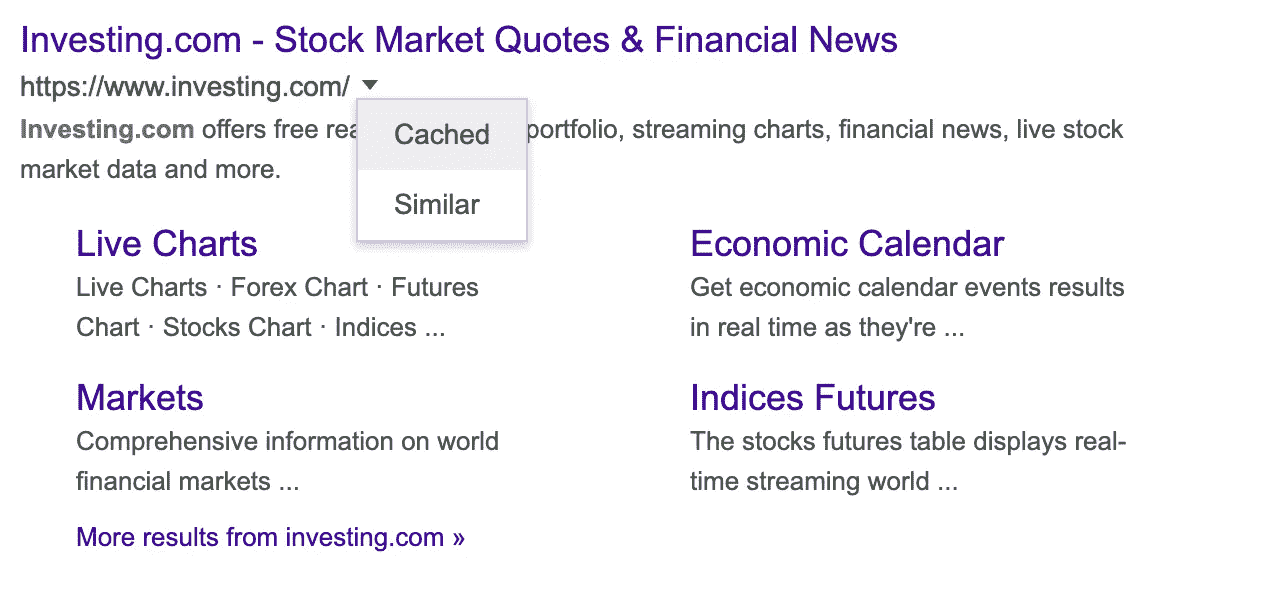 Investing.com - Stock Market Quotes & Financial News
https://www.investing.com/
Investing.com offers free portfolio, streaming charts, financial news, live stock
market data and more.
Cached
Similar
Live Charts
Live Charts · Forex Chart · Futures
Chart · Stocks Chart · Indices ...
Economic Calendar
Get economic calendar events results
in real time as they're ...
Markets
Comprehensive information on world
financial markets ...
Indices Futures
The stocks futures table displays real-
time streaming world ...
More results from investing.com »